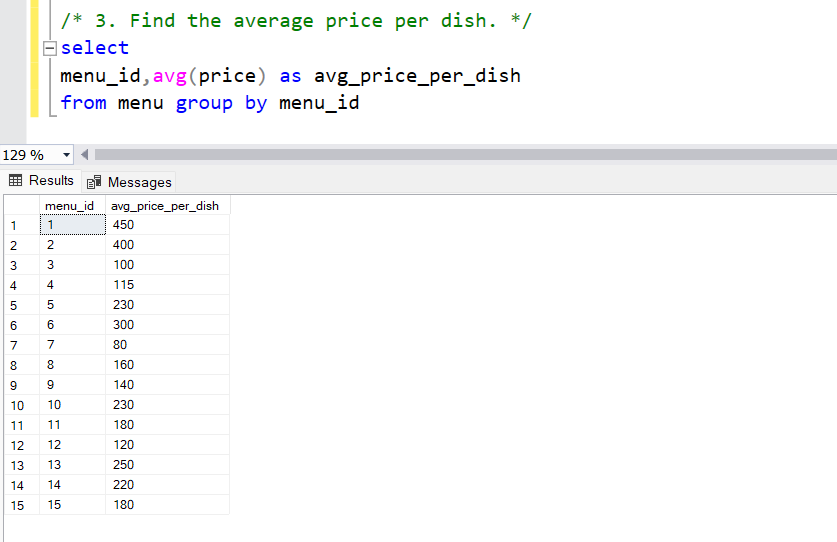 /* 3. Find the average price per dish. */
select
menu_id,avg(price) as avg_price_per_dish
from menu group by menu_id
129 %
Results Messages
menu_id avg_price_per_dish
1 1 450
2 2 400
3 3 100
4 4 115
5 5 230
6 6 300
7 7 80
8 8 160
9 9 140
10 10 230
11 11 180
12 12 120
13 13 250
14 14 220
15 15 180